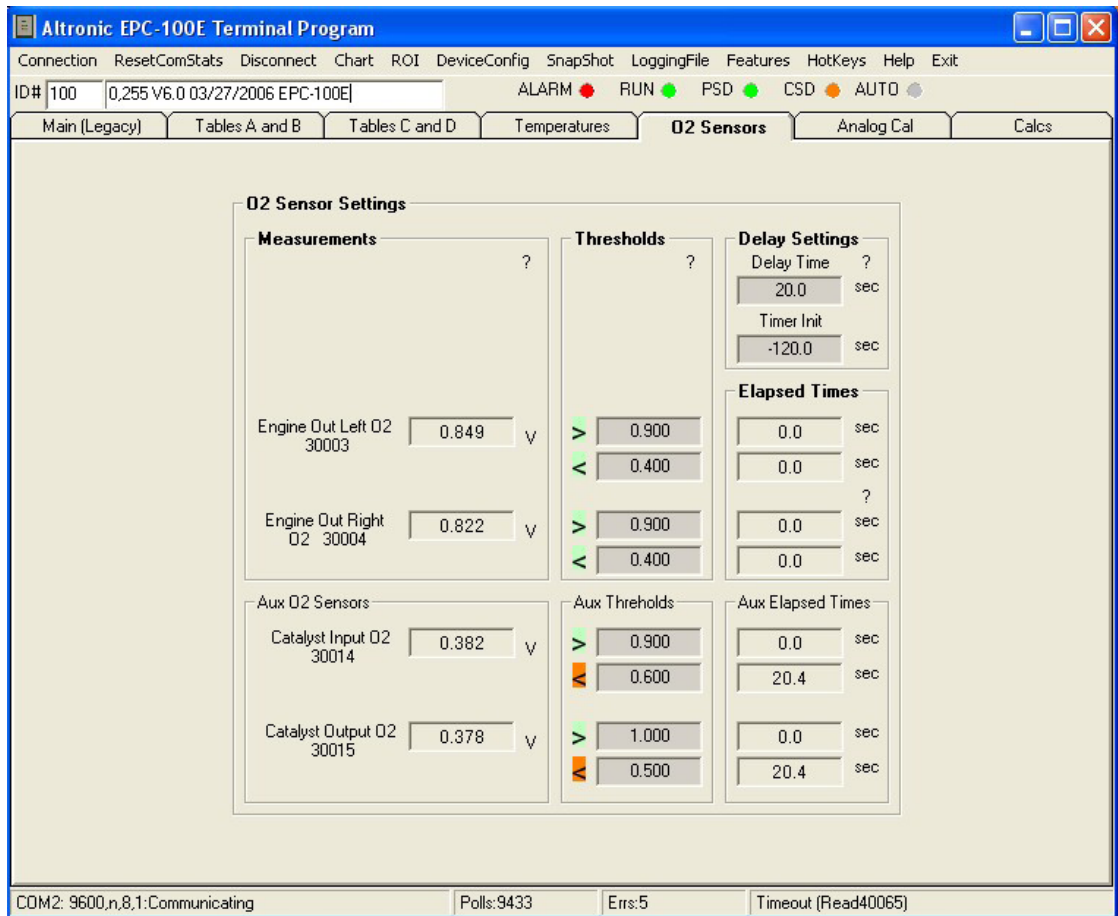 Altronic EPC-100E Terminal Program
Connection ResetComStats Disconnect Chart ROI DeviceConfig SnapShot LoggingFile Features HotKeys Help Exit
ID# 100 0,255 V6.0 03/27/2006 EPC-100E ALARM RUN PSD CSD AUTO
Main (Legacy) Tables A and B Tables C and D Temperatures O2 Sensors Analog Cal Calcs
O2 Sensor Settings
Measurements Thresholds Delay Settings
? ? Delay Time ?
20.0 sec
Timer Init
-120.0 sec
Elapsed Times
Engine Out Left O2 0.849 V > 0.900 0.0 sec
30003
< 0.400 0.0 sec
?
Engine Out Right 0.822 V > 0.900 0.0 sec
O2 30004
< 0.400 0.0 sec
Aux O2 Sensors Aux Threholds Aux Elapsed Times
Catalyst Input O2 0.382 V > 0.900 0.0 sec
30014
< 0.600 20.4 sec
Catalyst Output O2 0.378 V > 1.000 0.0 sec
30015
< 0.500 20.4 sec
COM2: 9600,n,8,1:Communicating Polls:9433 Errs:5 Timeout (Read40065)